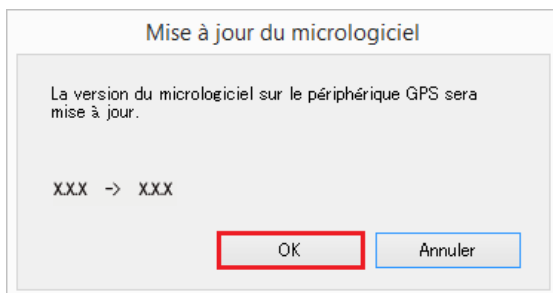 Mise à jour du micrologiciel
La version du micrologiciel sur le périphérique GPS sera
mise à jour.
X.X.X -> X.X.X
OK
Annuler